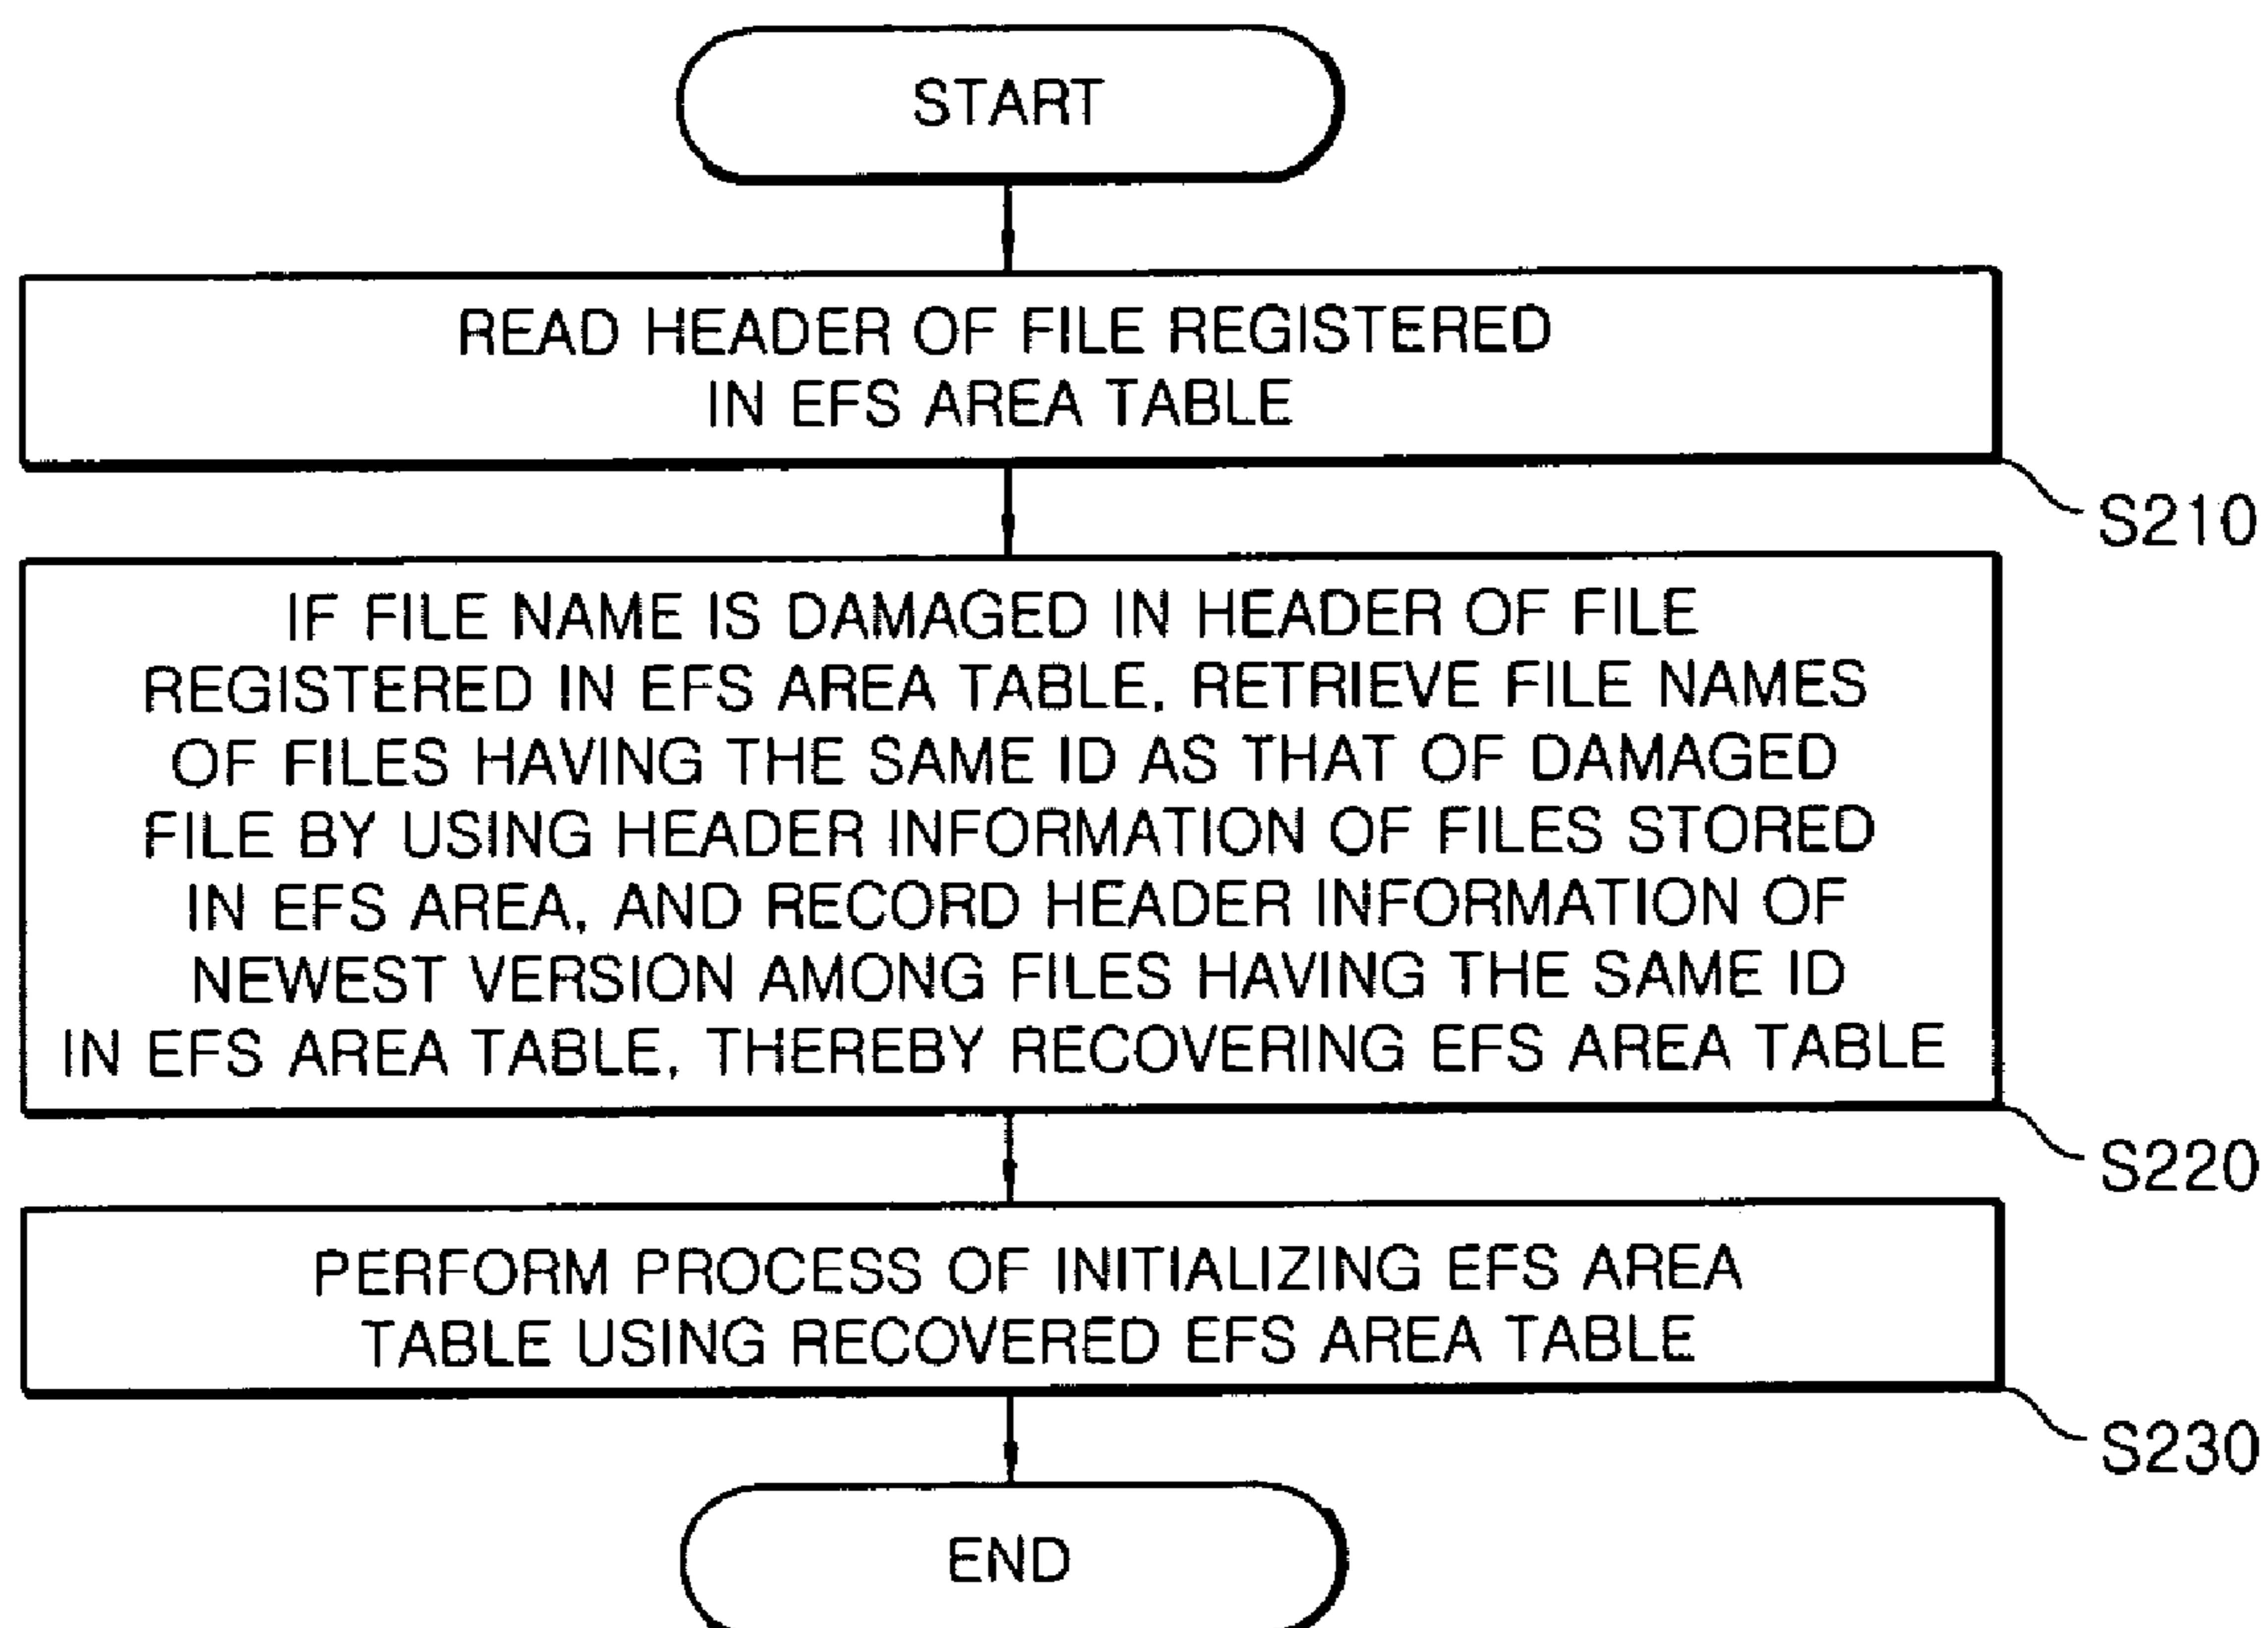 START
READ HEADER OF FILE REGISTERED
IN EFS AREA TABLE
S210
IF FILE NAME IS DAMAGED IN HEADER OF FILE
REGISTERED IN EFS AREA TABLE, RETRIEVE FILE NAMES
OF FILES HAVING THE SAME ID AS THAT OF DAMAGED
FILE BY USING HEADER INFORMATION OF FILES STORED
IN EFS AREA, AND RECORD HEADER INFORMATION OF
NEWEST VERSION AMONG FILES HAVING THE SAME ID
IN EFS AREA TABLE, THEREBY RECOVERING EFS AREA TABLE
S220
PERFORM PROCESS OF INITIALIZING EFS AREA
TABLE USING RECOVERED EFS AREA TABLE
S230
END